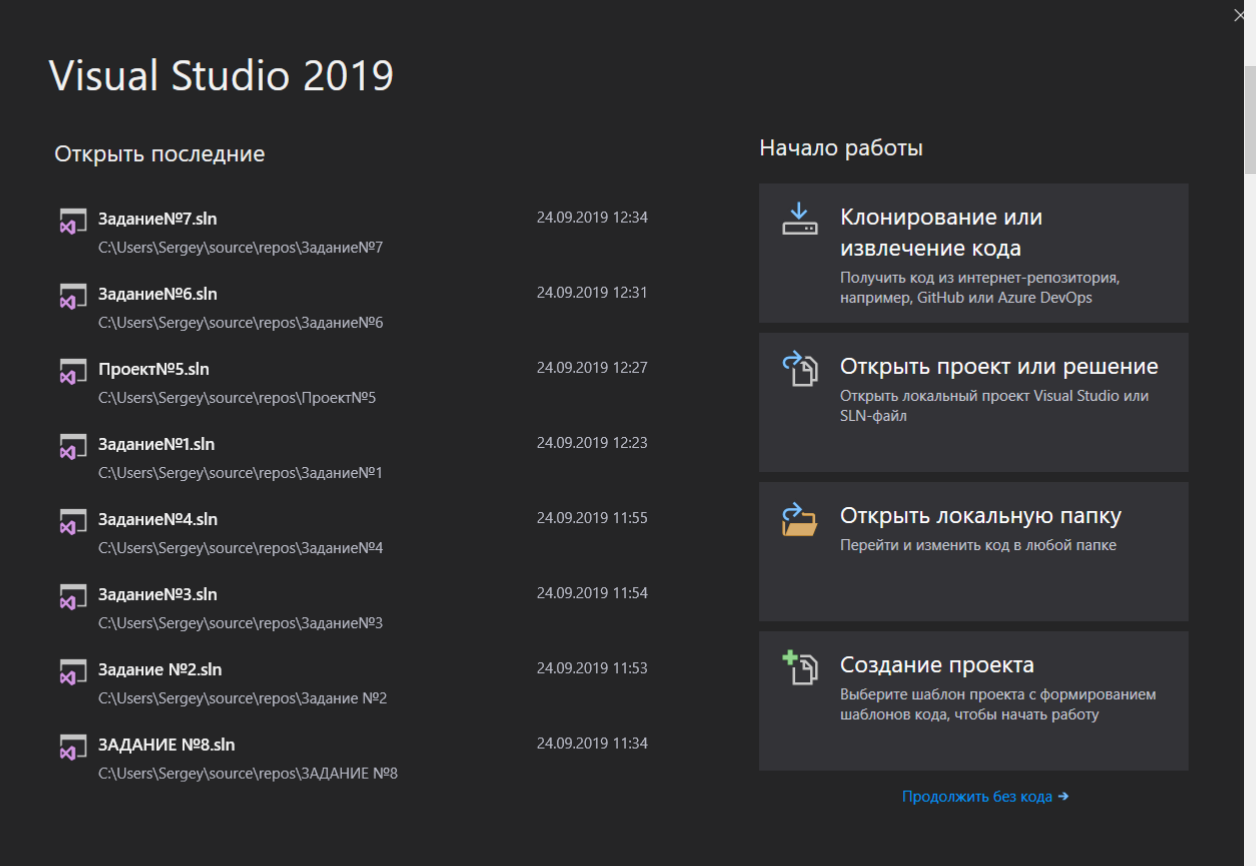 Visual Studio 2019
Открыть последние
ЗаданиеNº7.sln
24.09.2019 12:34
C:\Users\Sergey\source\repos\ЗаданиеNº7
ЗаданиеNº6.sln
24.09.2019 12:31
C:\Users\Sergey\source\repos\ЗаданиеNº6
ПроектNº5.sln
24.09.2019 12:27
C:\Users\Sergey\source\repos\ПроектNº5
ЗаданиеNº1.sln
24.09.2019 12:23
C:\Users\Sergey\source\repos\ЗаданиеNº1
ЗаданиеNº4.sln
24.09.2019 11:55
C:\Users\Sergey\source\repos\ЗаданиеNº4
ЗаданиеNº3.sln
24.09.2019 11:54
C:\Users\Sergey\source\repos\ЗаданиеNº3
Задание Nº2.sln
24.09.2019 11:53
C:\Users\Sergey\source\repos\Задание Nº2
ЗАДАНИЕ Nº8.sln
24.09.2019 11:34
C:\Users\Sergey\source\repos\ЗАДАНИЕ Nº8
Начало работы
Клонирование или
извлечение кода
Получить код из интернет-репозитория,
например, GitHub или Azure DevOps
Открыть проект или решение
Открыть локальный проект Visual Studio или
SLN-файл
Открыть локальную папку
Перейти и изменить код в любой папке
Создание проекта
Выберите шаблон проекта с формированием
шаблонов кода, чтобы начать работу
Продолжить без кода →